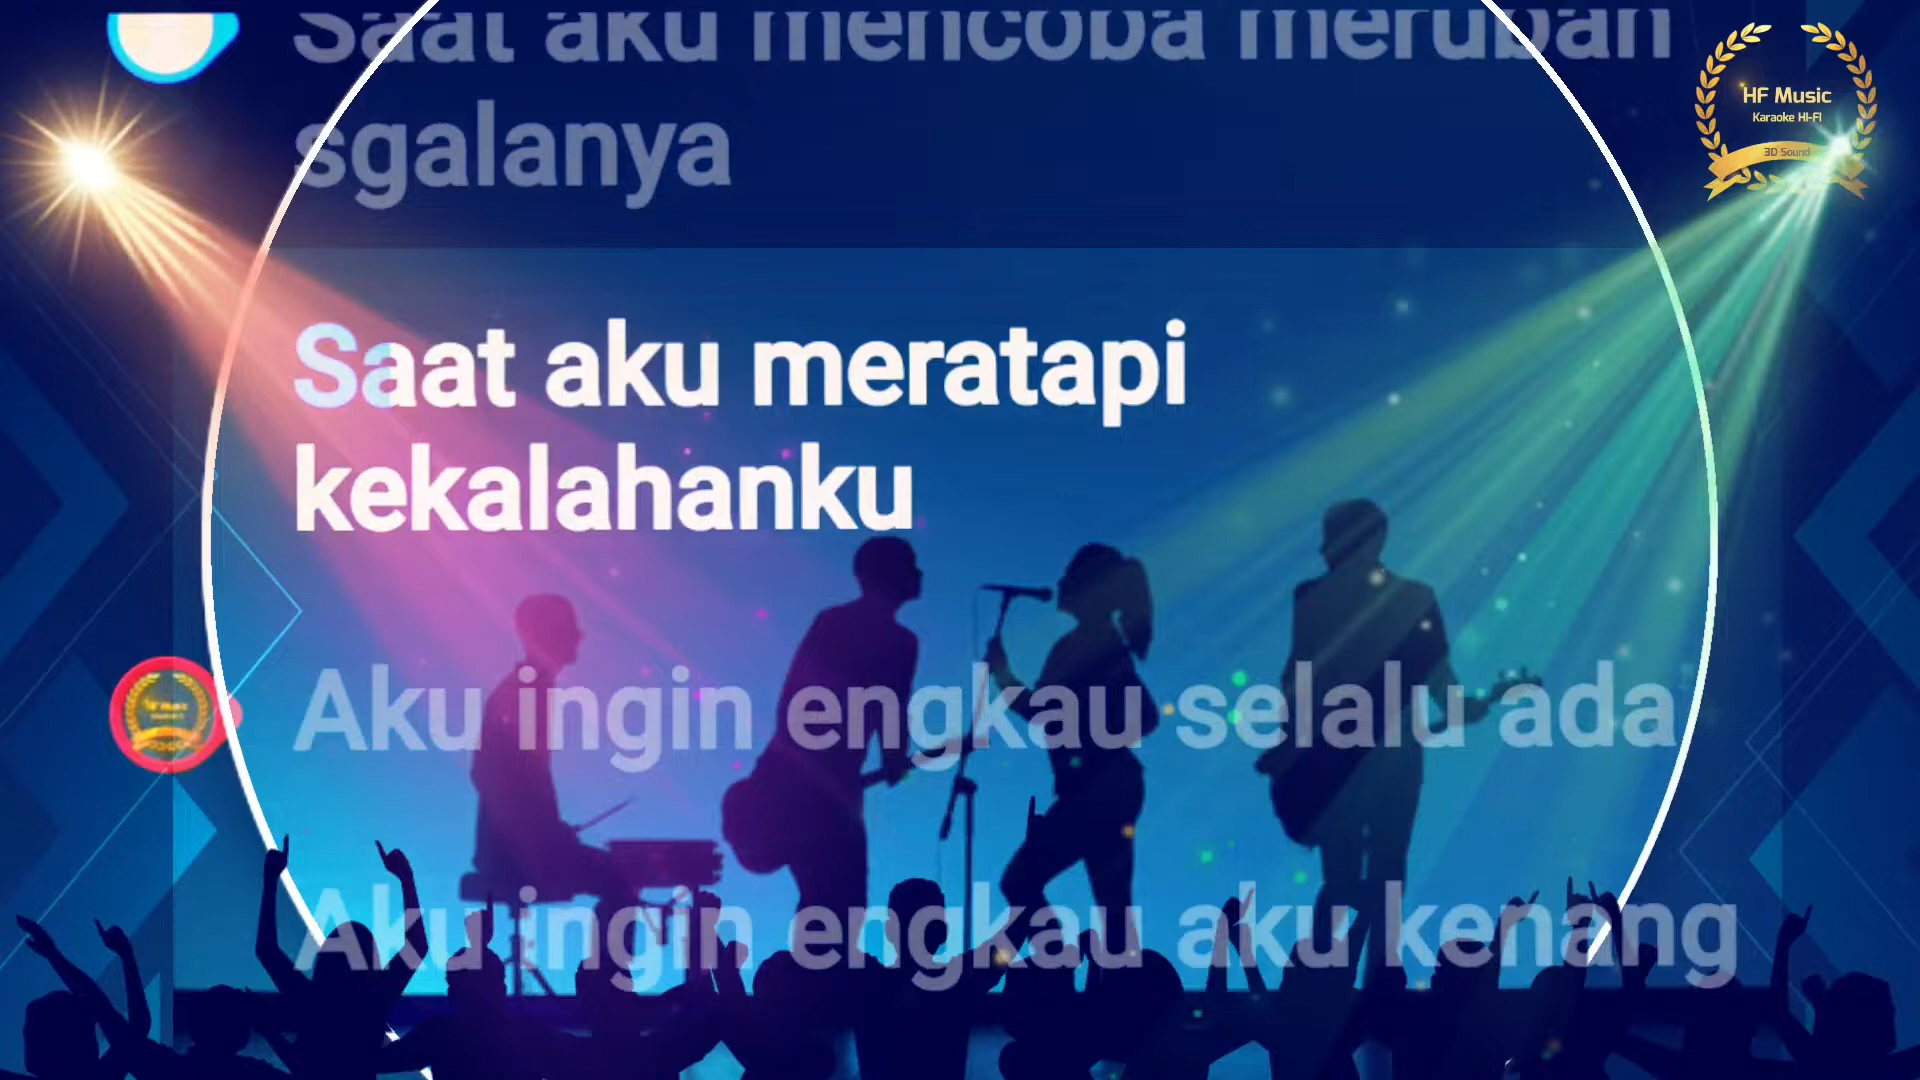 Saat aku mencoba merubah
sgalanya
HF Music
Karaoke HI-FI
3D Sound
Saat aku meratapi
kekalahanku
Aku ingin engkau selalu ada
Aku ingin engkau aku kenang